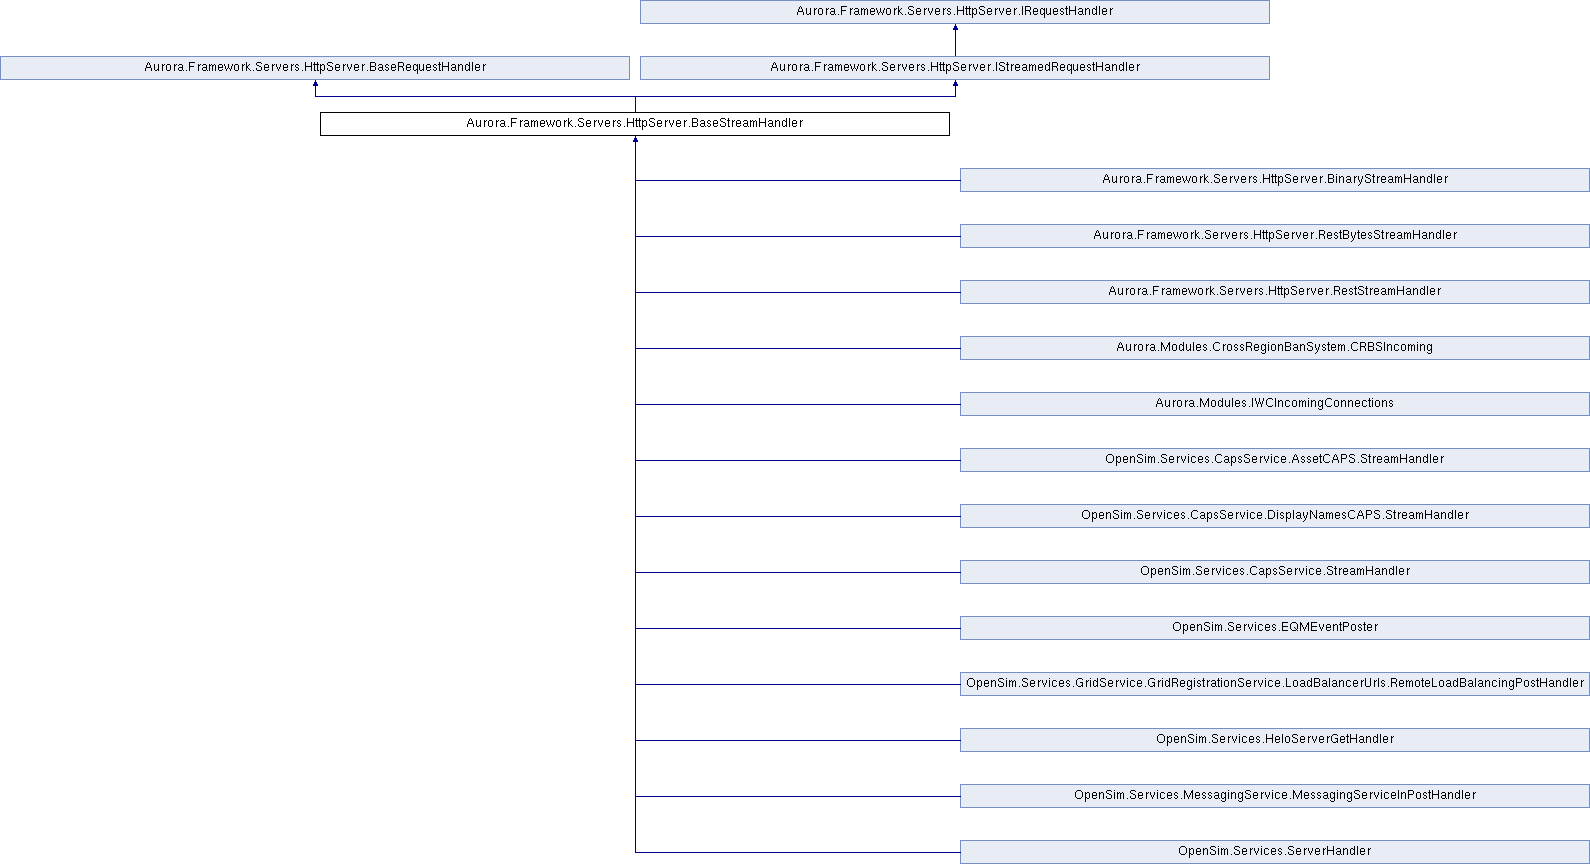 Aurora.Framework.Servers.HttpServer.IRequestHandler
Aurora.Framework.Servers.HttpServer.BaseRequestHandler
Aurora.Framework.Servers.HttpServer.IStreamedRequestHandler
Aurora.Framework.Servers.HttpServer.BaseStreamHandler
Aurora.Framework.Servers.HttpServer.BinaryStreamHandler
Aurora.Framework.Servers.HttpServer.RestBytesStreamHandler
Aurora.Framework.Servers.HttpServer.RestStreamHandler
Aurora.Modules.CrossRegionBanSystem.CRBSIncoming
Aurora.Modules.IWCIncomingConnections
OpenSim.Services.CapsService.AssetCAPS.StreamHandler
OpenSim.Services.CapsService.DisplayNamesCAPS.StreamHandler
OpenSim.Services.CapsService.StreamHandler
OpenSim.Services.EQMEventPoster
OpenSim.Services.GridService.GridRegistrationService.LoadBalancerUrls.RemoteLoadBalancingPostHandler
OpenSim.Services.HeloServerGetHandler
OpenSim.Services.MessagingService.MessagingServiceInPostHandler
OpenSim.Services.ServerHandler